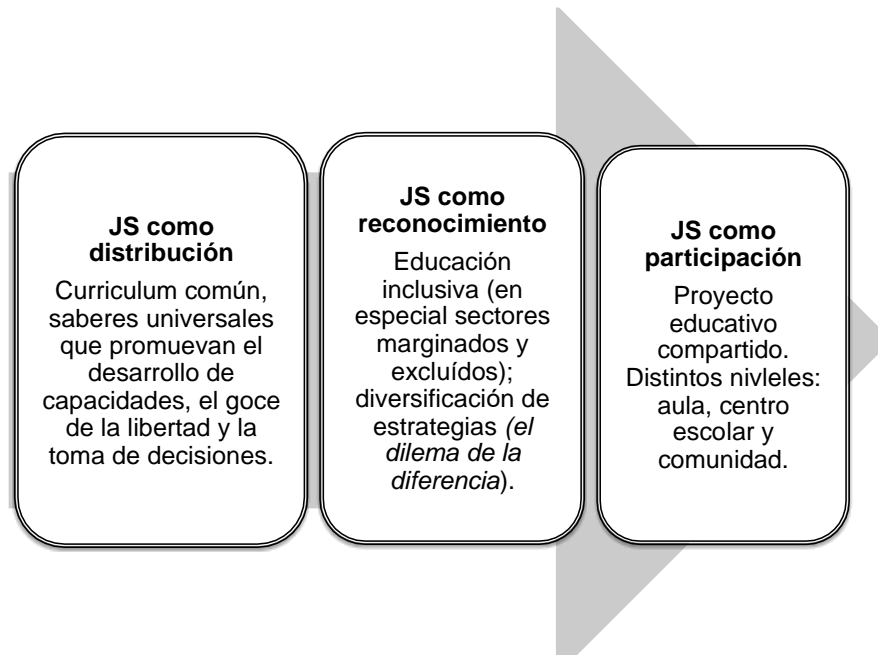 JS como
distribución
Curriculum común,
saberes universales
que promuevan el
desarrollo de
capacidades, el goce
de la libertad y la
toma de decisiones.
JS como
reconocimiento
Educación
inclusiva (en
especial sectores
marginados y
excluídos);
diversificación de
estrategias (el
dilema de la
diferencia).
JS como
participación
Proyecto
educativo
compartido.
Distintos nivleles:
aula, centro
escolar y
comunidad.